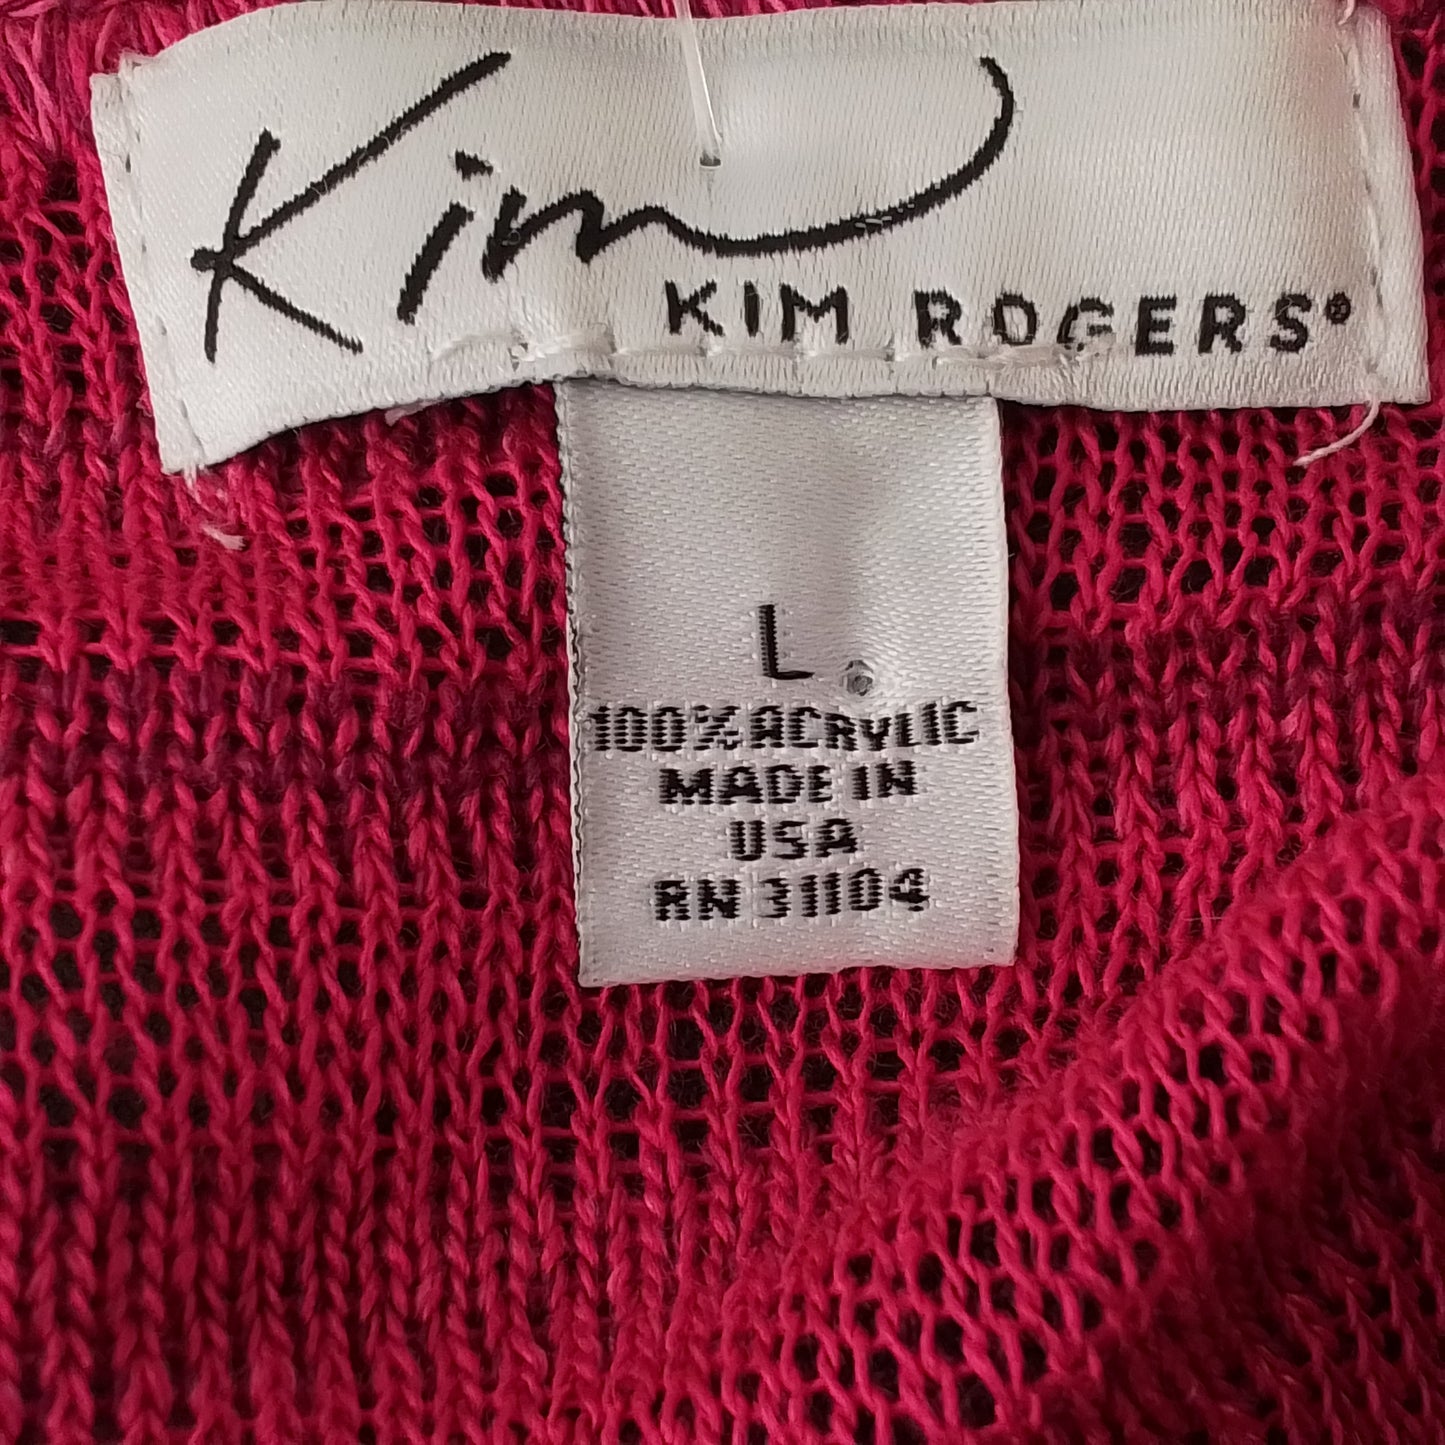 Kim
KIM ROGERS®
L
100% ACRYLIC
MADE IN
USA
RN 31104